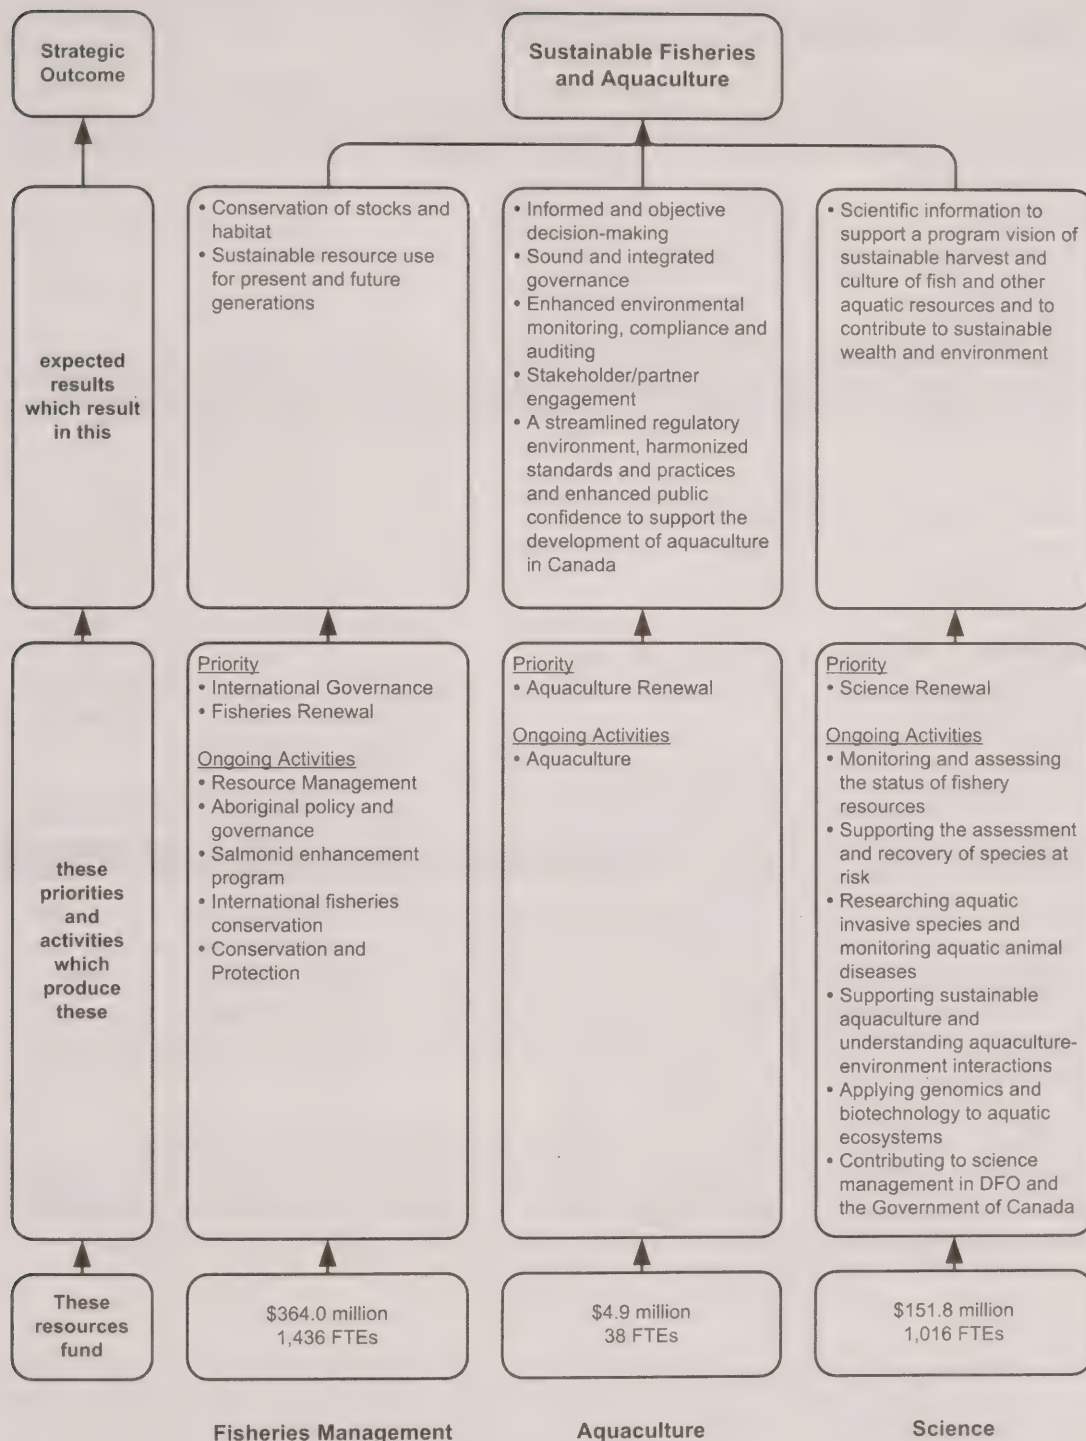 Strategic
Outcome
Sustainable Fisheries
and Aquaculture
expected
results
which result
in this
• Conservation of stocks and
habitat
• Sustainable resource use
for present and future
generations
• Informed and objective
decision-making
• Sound and integrated
governance
• Enhanced environmental
monitoring, compliance and
auditing
• Stakeholder/partner
engagement
• A streamlined regulatory
environment, harmonized
standards and practices
and enhanced public
confidence to support the
development of aquaculture
in Canada
• Scientific information to
support a program vision of
sustainable harvest and
culture of fish and other
aquatic resources and to
contribute to sustainable
wealth and environment
these
priorities
and
activities
which
produce
these
Priority
• International Governance
• Fisheries Renewal
Ongoing Activities
• Resource Management
• Aboriginal policy and
governance
• Salmonid enhancement
program
• International fisheries
conservation
• Conservation and
Protection
Priority
• Aquaculture Renewal
Ongoing Activities
• Aquaculture
Priority
• Science Renewal
Ongoing Activities
• Monitoring and assessing
the status of fishery
resources
• Supporting the assessment
and recovery of species at
risk
• Researching aquatic
invasive species and
monitoring aquatic animal
diseases
• Supporting sustainable
aquaculture and
understanding aquaculture-
environment interactions
• Applying genomics and
biotechnology to aquatic
ecosystems
• Contributing to science
management in DFO and
the Government of Canada
These
resources
fund
$364.0 million
1,436 FTEs
$4.9 million
38 FTEs
$151.8 million
1,016 FTEs
Fisheries Management
Aquaculture
Science